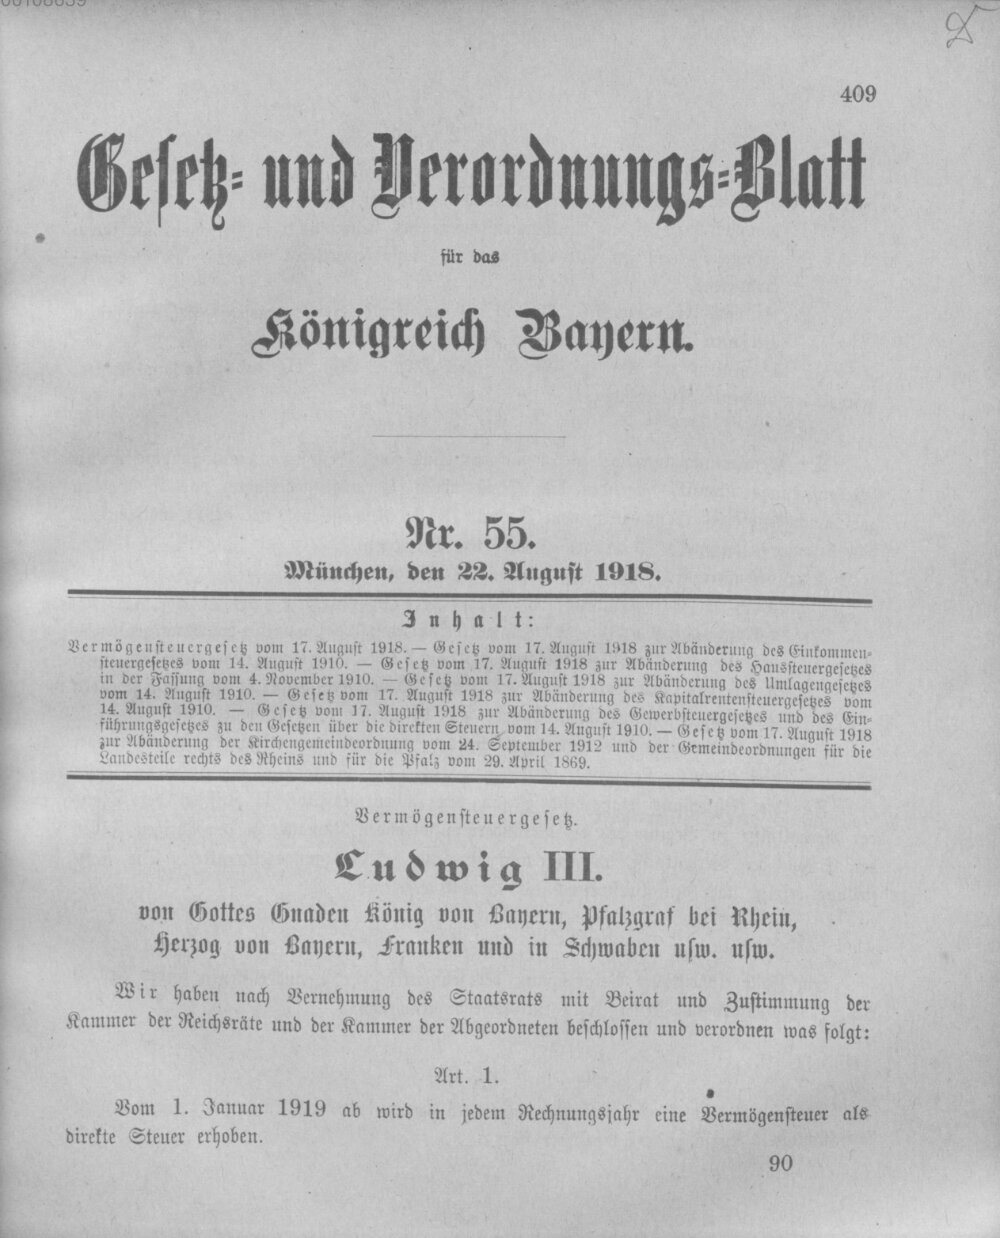 00108639
409
Gesetz- und Verordnungs-Blatt
für das
Königreich Bayern.
Nr. 55.
München, den 22. August 1918.
Inhalt:
Vermögensteuergesetz vom 17. August 1918. — Gesetz vom 17. August 1918 zur Abänderung des Einkommen-
steuergesetzes vom 14. August 1910. — Gesetz vom 17. August 1918 zur Abänderung des Haussteuergesetzes
in der Fassung vom 4. November 1910. — Gesetz vom 17. August 1918 zur Abänderung des Umlagengesetzes
vom 14. August 1910. — Gesetz vom 17. August 1918 zur Abänderung des Kapitalrentensteuergesetzes vom
14. August 1910. — Gesetz vom 17. August 1918 zur Abänderung des Gewerbsteuergesetzes und des Ein-
führungsgesetzes zu den Gesetzen über die direkten Steuern vom 14. August 1910. — Gesetz vom 17. August 1918
zur Abänderung der Kirchengemeindeordnung vom 24. September 1912 und der Gemeindeordnungen für die
Landesteile rechts des Rheins und für die Pfalz vom 29. April 1869.
Vermögensteuergesetz.
Ludwig III.
von Gottes Gnaden König von Bayern, Pfalzgraf bei Rhein,
Herzog von Bayern, Franken und in Schwaben usw. usw.
Wir haben nach Vernehmung des Staatsrats mit Beirat und Zustimmung der
Kammer der Reichsräte und der Kammer der Abgeordneten beschlossen und verordnen was folgt:
Art. 1.
Vom 1. Januar 1919 ab wird in jedem Rechnungsjahr eine Vermögensteuer als
direkte Steuer erhoben.
90